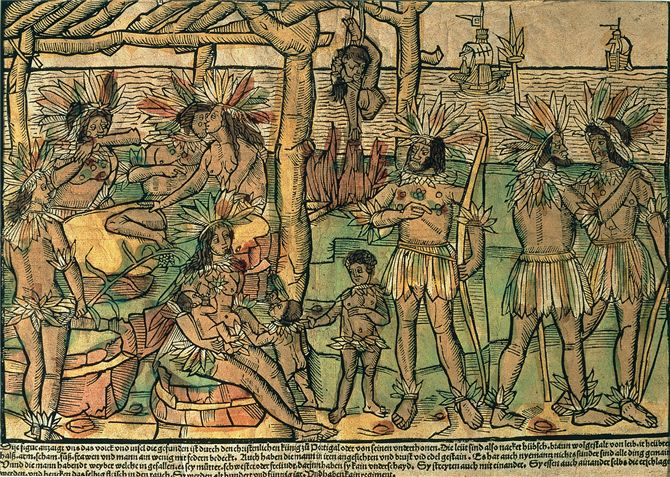 Dise figur anzaigt vns das volck vnd insel die gefunden ist durch den christenlichen künig zů Portigal oder von seinen vnderthonen. Die leüt sind also nacket hübsch. braun wolgestalt von leib. ir heübter
halß. arm. scham. füß. frawen vnd mann ain wenig mit federn bedeckt. Auch haben die mann in iren angesichten vnd brust vil edel gestain. Es hat auch nyemann nichts sunder sind alle ding gemain
Vnnd die mann habendt weyber welche in gefallen. es sey můtter, schwester oder freündt. darinn haben sy kain vnderschayd. Sy streyten auch mit einander. Sy essen auch ainander selbs die erschlagen
werden, vnd hencken das selbig fleisch in den rauch. Sy werden alt hundert vnd fünfftzig iar. Vnd haben kain regiment.